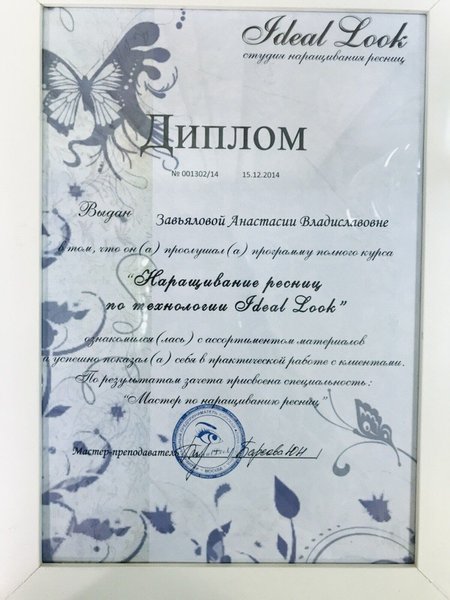 Ideal Look
студия наращивания ресниц
Диплом
№ 001302/14 15.12.2014
Выдан Завьяловой Анастасии Владиславовне
в том, что он(а) прослушал(а) программу полного курса
“Наращивание ресниц
по технологии Ideal Look”
ознакомился(лась) с ассортиментом материалов
и успешно показал(а) себя в практической работе с клиентами.
По результатам зачета присвоена специальность:
“Мастер по наращиванию ресниц”
Мастер-преподаватель
МОСКВА